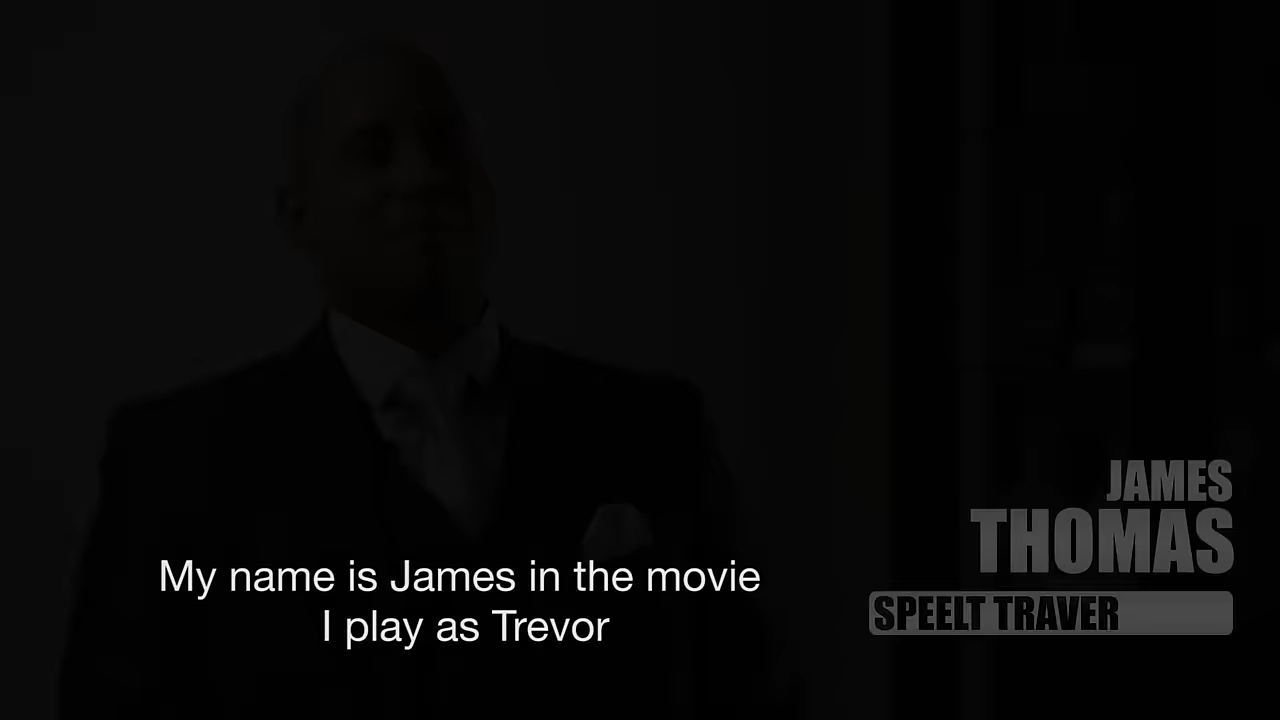 JAMES
THOMAS
SPEELT TRAVER
My name is James in the movie
I play as Trevor